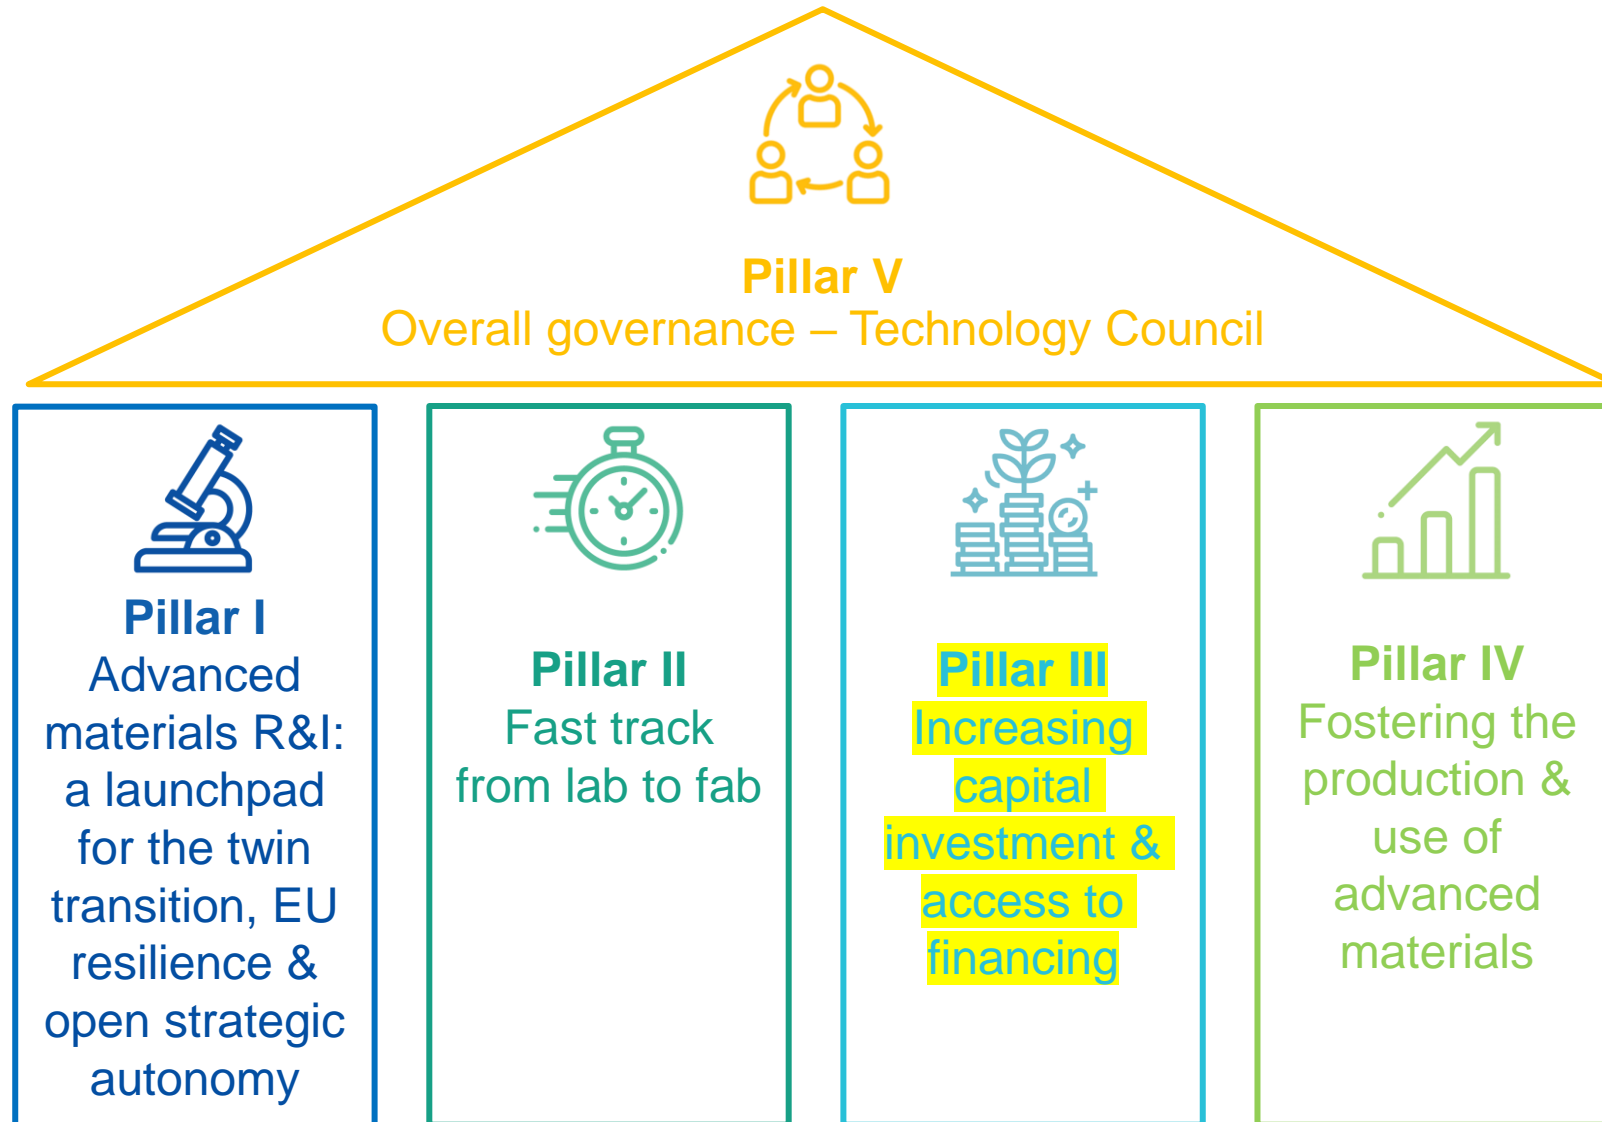 Pillar V
Overall governance – Technology Council
Pillar I
Advanced
materials R&I:
a launchpad
for the twin
transition, EU
resilience &
open strategic
autonomy
Pillar II
Fast track
from lab to fab
Pillar III
Increasing
capital
investment &
access to
financing
Pillar IV
Fostering the
production &
use of
advanced
materials